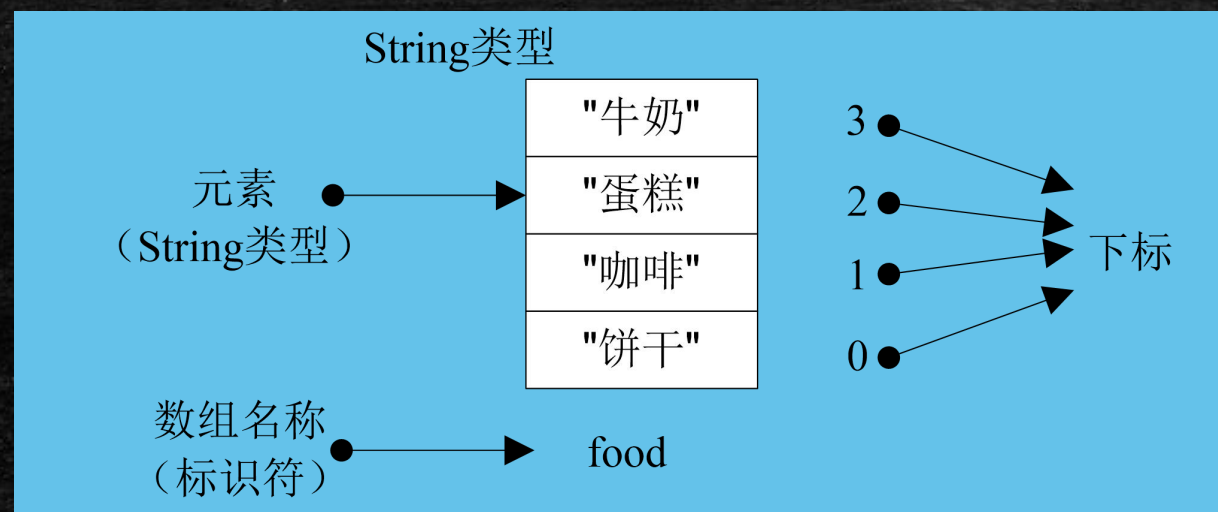 String类型
"牛奶"
3
元素
（String类型）
"蛋糕"
2
下标
"咖啡"
1
"饼干"
0
数组名称
（标识符）
food